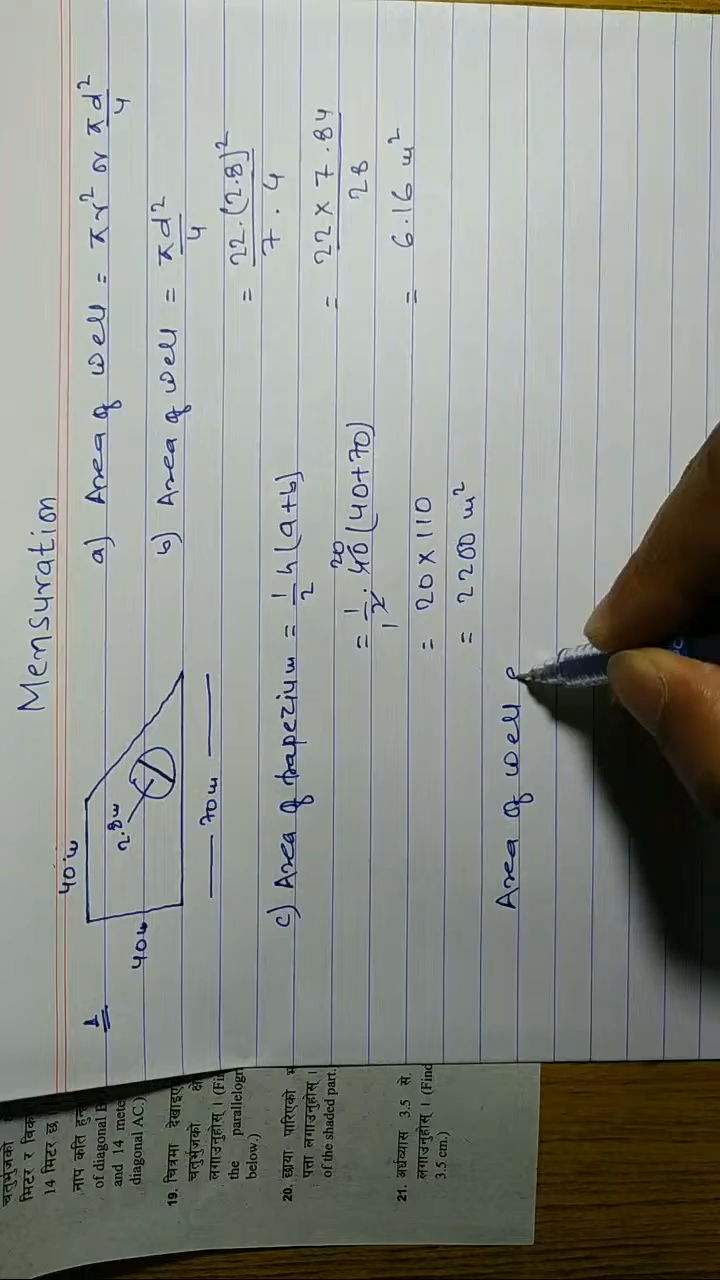 Mensuration
1
40m
40m
2.8m
70m
a) Area of well = πr² or πd²/4
b) Area of well = πd²/4
= 22.(2.8)²/7.4
= 22 × 7.84/28
= 6.16 m²
c) Area of trapezium = 1/2 h(a+b)
= 1/2 . 40 (40+70)
20
1
= 20 × 110
= 2200 m²
Area of well
मिटर र विक
14 मिटर छ
नाप कति हुन्
of diagonal B
and 14 mete
diagonal AC.)
19. चित्रमा देखाइए
चतुर्भुजको क्षे
लगाउनुहोस् । (Fi
the parallelogr
below.)
20. छाया पारिएको भ
पत्ता लगाउनुहोस् ।
of the shaded part.
21. अर्धव्यास 3.5 से.
लगाउनुहोस् । (Find
3.5 cm.)